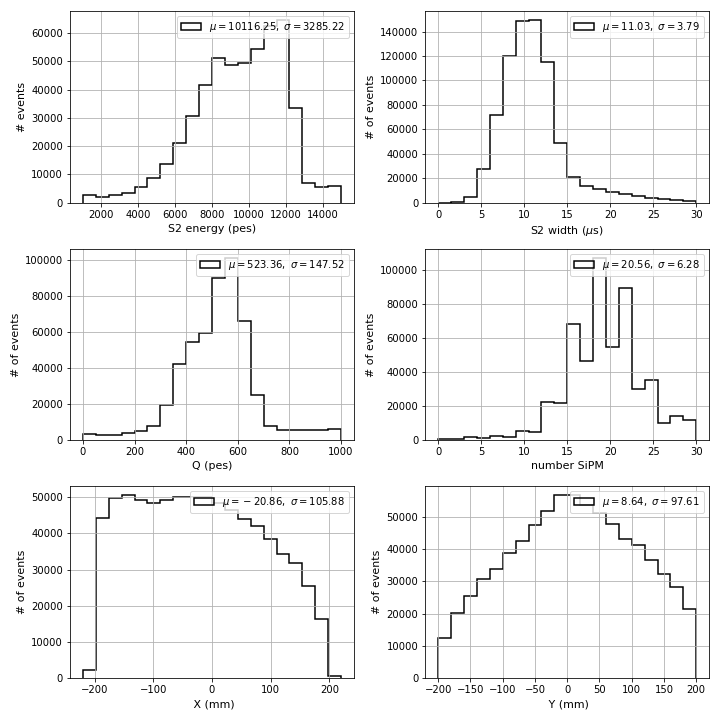 μ = 10116.25, σ = 3285.22
60000
50000
40000
30000
20000
10000
0
# events
2000 4000 6000 8000 10000 12000 14000
S2 energy (pes)
μ = 11.03, σ = 3.79
140000
120000
100000
80000
60000
40000
20000
0
# of events
0 5 10 15 20 25 30
S2 width (μs)
μ = 523.36, σ = 147.52
100000
80000
60000
40000
20000
0
# of events
0 200 400 600 800 1000
Q (pes)
μ = 20.56, σ = 6.28
100000
80000
60000
40000
20000
0
# of events
0 5 10 15 20 25 30
number SiPM
μ = −20.86, σ = 105.88
50000
40000
30000
20000
10000
0
# of events
−200 −100 0 100 200
X (mm)
μ = 8.64, σ = 97.61
50000
40000
30000
20000
10000
0
# of events
−200 −150 −100 −50 0 50 100 150 200
Y (mm)